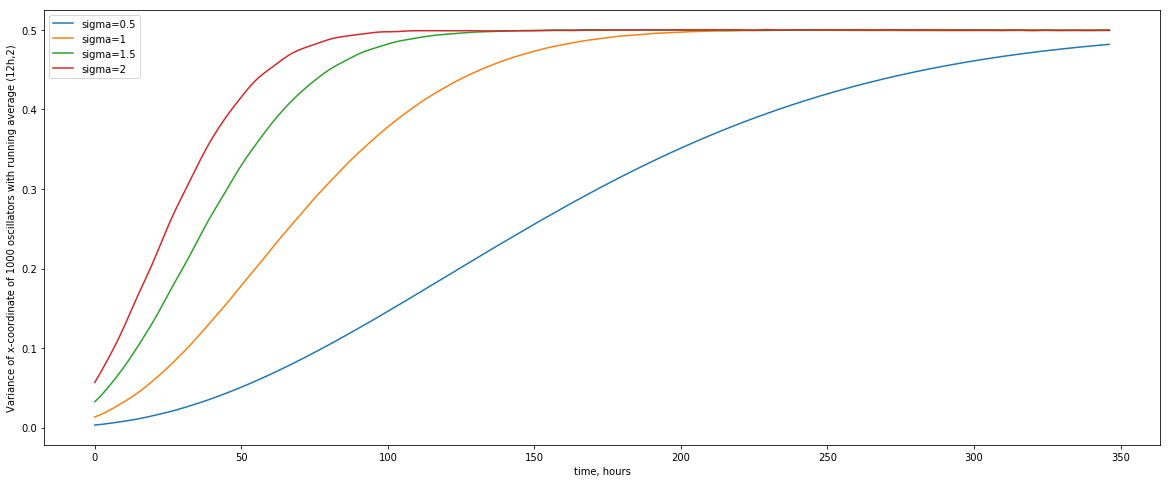 sigma=0.5
sigma=1
sigma=1.5
sigma=2
Variance of x-coordinate of 1000 oscillators with running average (12h,2)
0.5
0.4
0.3
0.2
0.1
0.0
0 50 100 150 200 250 300 350
time, hours